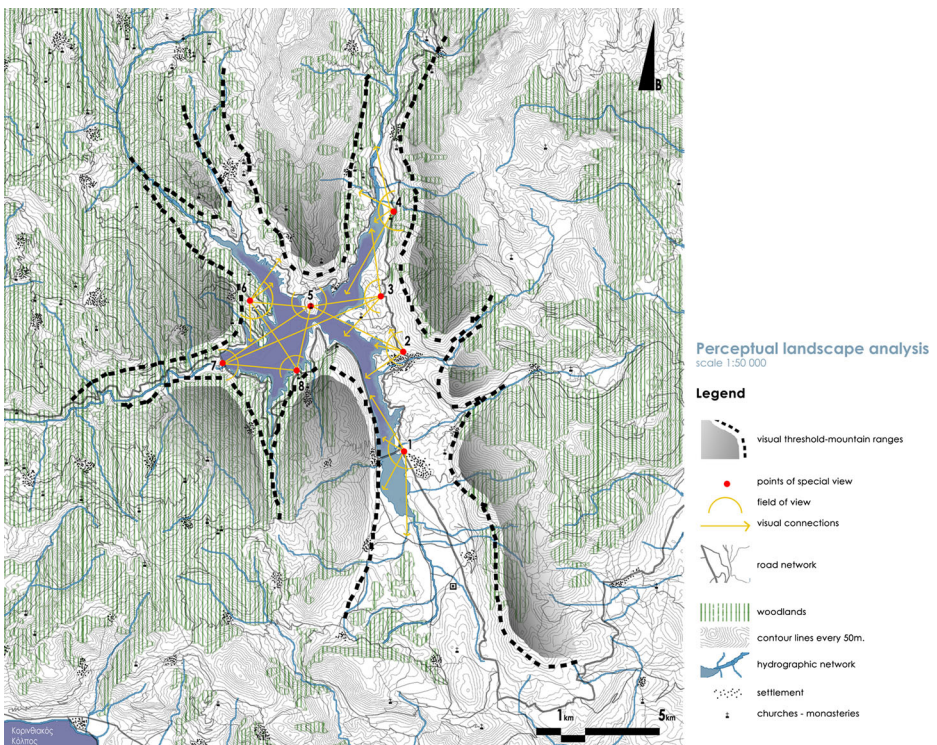 B
4
6
5
3
2
7
8
1
Κορινθιακός
Κόλπος
1km
5km
Perceptual landscape analysis
scale 1:50 000
Legend
visual threshold-mountain ranges
points of special view
field of view
visual connections
road network
woodlands
contour lines every 50m.
hydrographic network
settlement
churches - monasteries